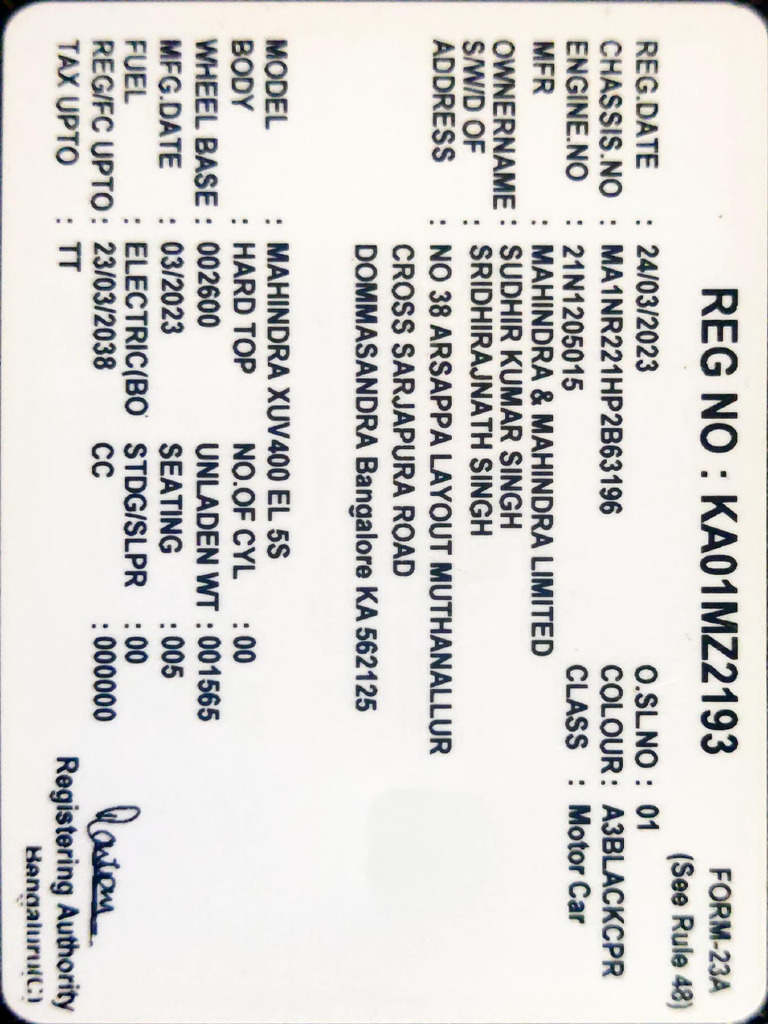 FORM-23A
REG NO : KA01MZ2193 (See Rule 48)
REG.DATE : 24/03/2023 O.SL.NO : 01
CHASSIS.NO : MA1NR221HP2B63196 COLOUR : A3BLACKCPR
ENGINE.NO : 21N1205015 CLASS : Motor Car
MFR : MAHINDRA & MAHINDRA LIMITED
OWNERNAME : SUDHIR KUMAR SINGH
S/W/D OF : SRIDHIRAJNATH SINGH
ADDRESS : NO 38 ARSAPPA LAYOUT MUTHANALLUR
CROSS SARJAPURA ROAD
DOMMASANDRA Bangalore KA 562125
MODEL : MAHINDRA XUV400 EL 5S
BODY : HARD TOP NO.OF CYL : 00
WHEEL BASE : 002600 UNLADEN WT : 001565
MFG.DATE : 03/2023 SEATING : 005
FUEL : ELECTRIC(BO STDG/SLPR : 00
REG/FC UPTO : 23/03/2038 CC : 000000
TAX UPTO : TT
Registering Authority
Bengaluru(C)